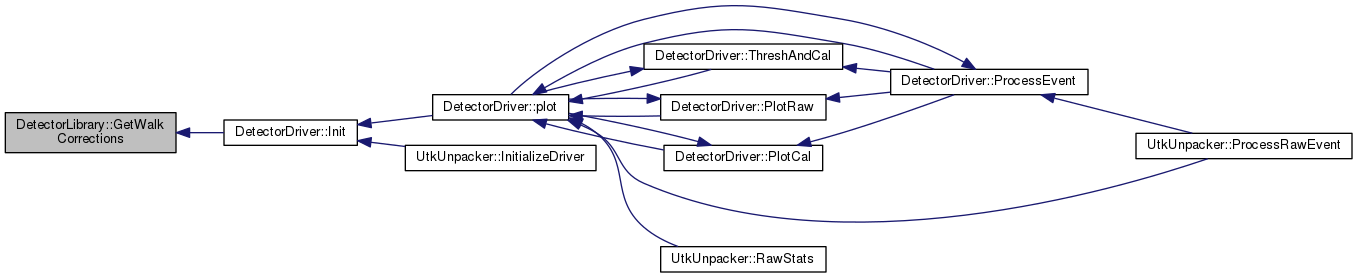 DetectorLibrary::GetWalk
Corrections
DetectorDriver::Init
DetectorDriver::plot
UtkUnpacker::InitializeDriver
DetectorDriver::ThreshAndCal
DetectorDriver::PlotRaw
DetectorDriver::PlotCal
UtkUnpacker::RawStats
DetectorDriver::ProcessEvent
UtkUnpacker::ProcessRawEvent